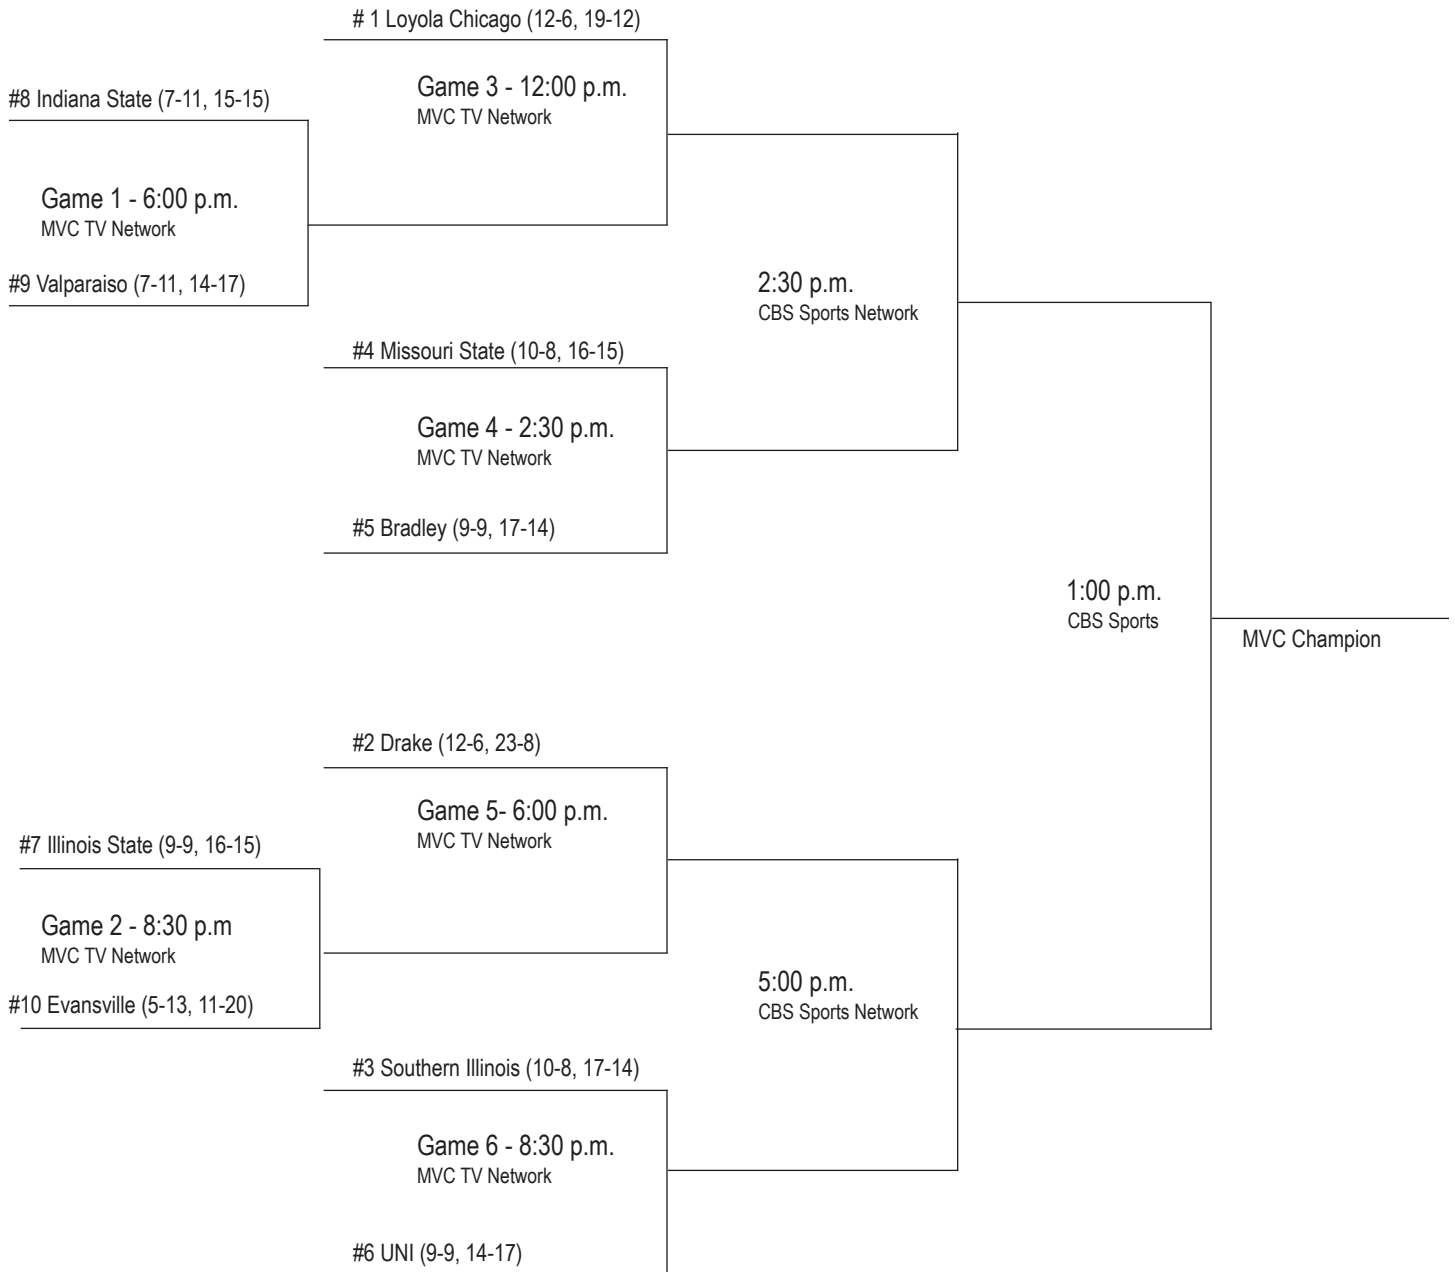 # 1 Loyola Chicago (12-6, 19-12)
Game 3 - 12:00 p.m.
MVC TV Network
#8 Indiana State (7-11, 15-15)
Game 1 - 6:00 p.m.
MVC TV Network
#9 Valparaiso (7-11, 14-17)
2:30 p.m.
CBS Sports Network
#4 Missouri State (10-8, 16-15)
Game 4 - 2:30 p.m.
MVC TV Network
#5 Bradley (9-9, 17-14)
1:00 p.m.
CBS Sports
MVC Champion
#2 Drake (12-6, 23-8)
Game 5- 6:00 p.m.
MVC TV Network
#7 Illinois State (9-9, 16-15)
Game 2 - 8:30 p.m
MVC TV Network
#10 Evansville (5-13, 11-20)
5:00 p.m.
CBS Sports Network
#3 Southern Illinois (10-8, 17-14)
Game 6 - 8:30 p.m.
MVC TV Network
#6 UNI (9-9, 14-17)